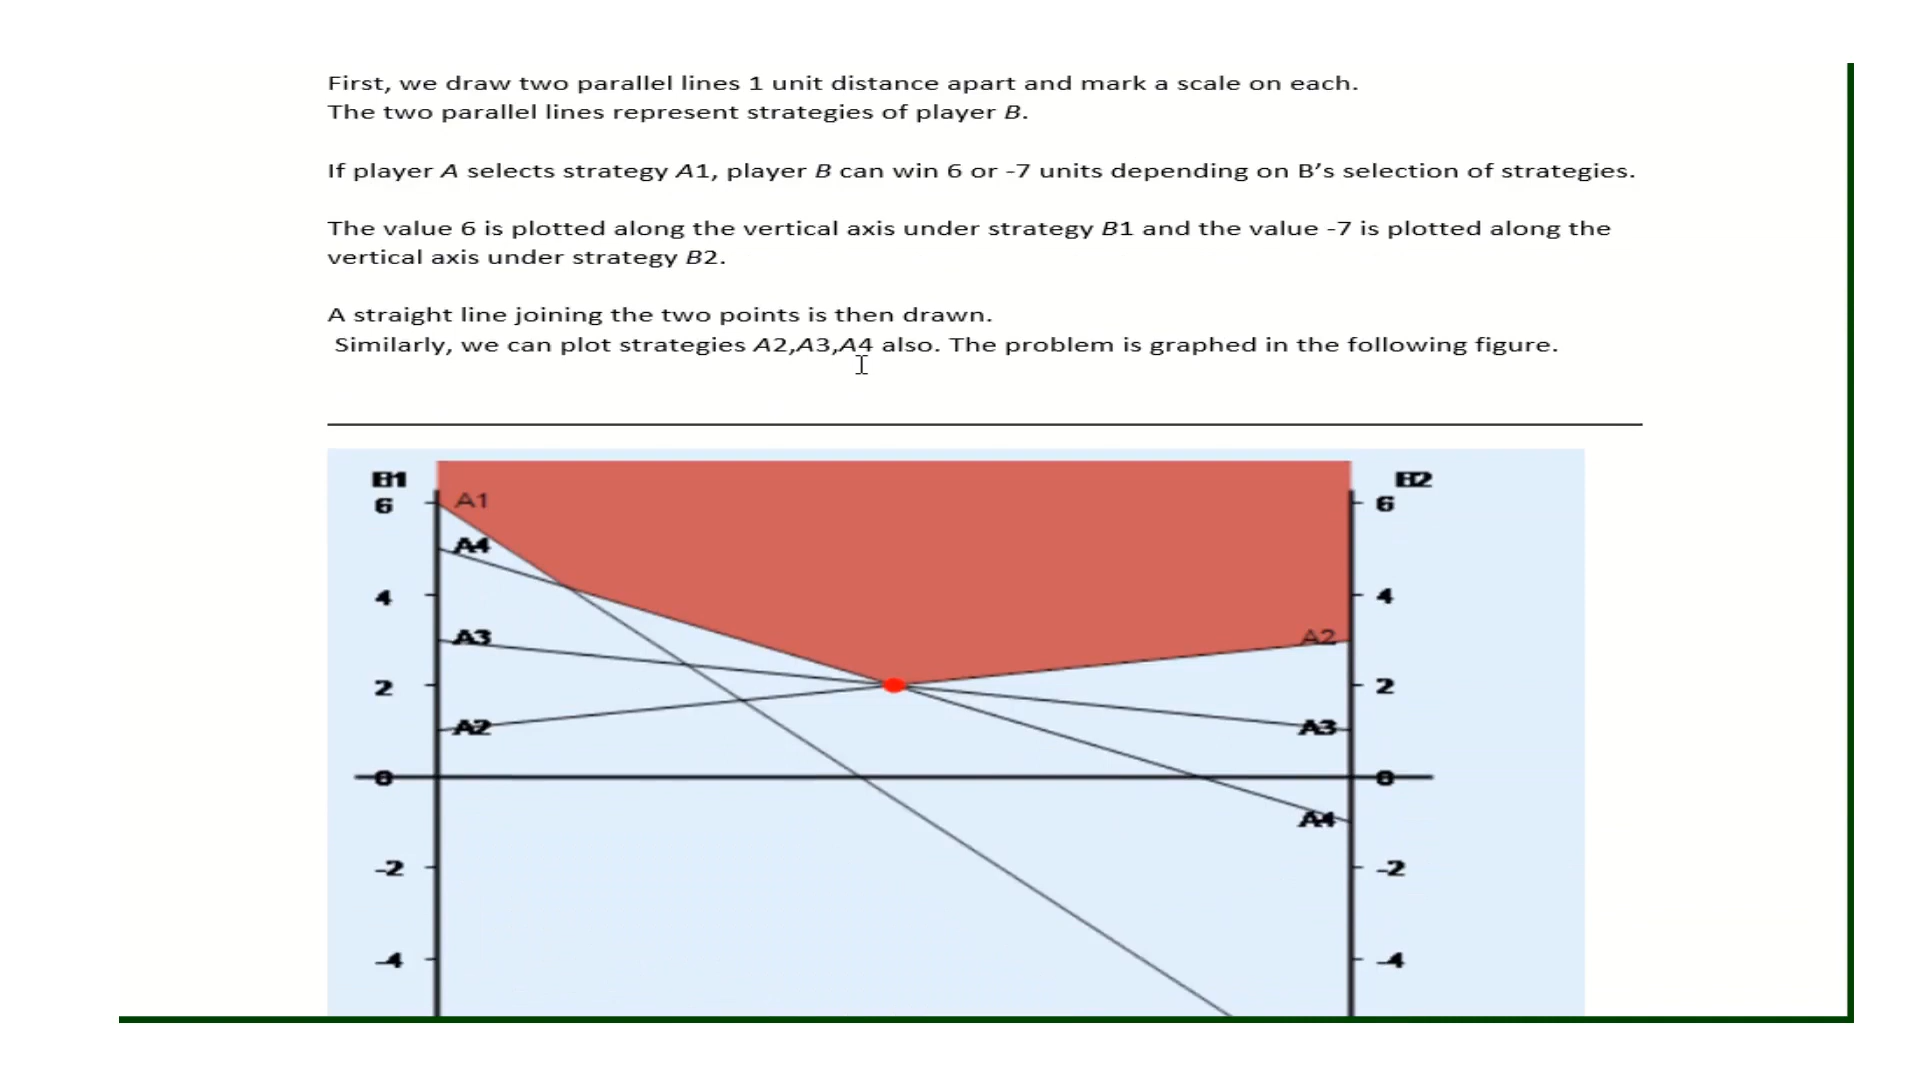 First, we draw two parallel lines 1 unit distance apart and mark a scale on each.
The two parallel lines represent strategies of player B.
If player A selects strategy A1, player B can win 6 or -7 units depending on B’s selection of strategies.
The value 6 is plotted along the vertical axis under strategy B1 and the value -7 is plotted along the
vertical axis under strategy B2.
A straight line joining the two points is then drawn.
Similarly, we can plot strategies A2,A3,A4 also. The problem is graphed in the following figure.
B1 B2
6 A1 6
A4
4 4
A3 A2
2 2
A2 A3
0 0
A4
-2 -2
-4 -4